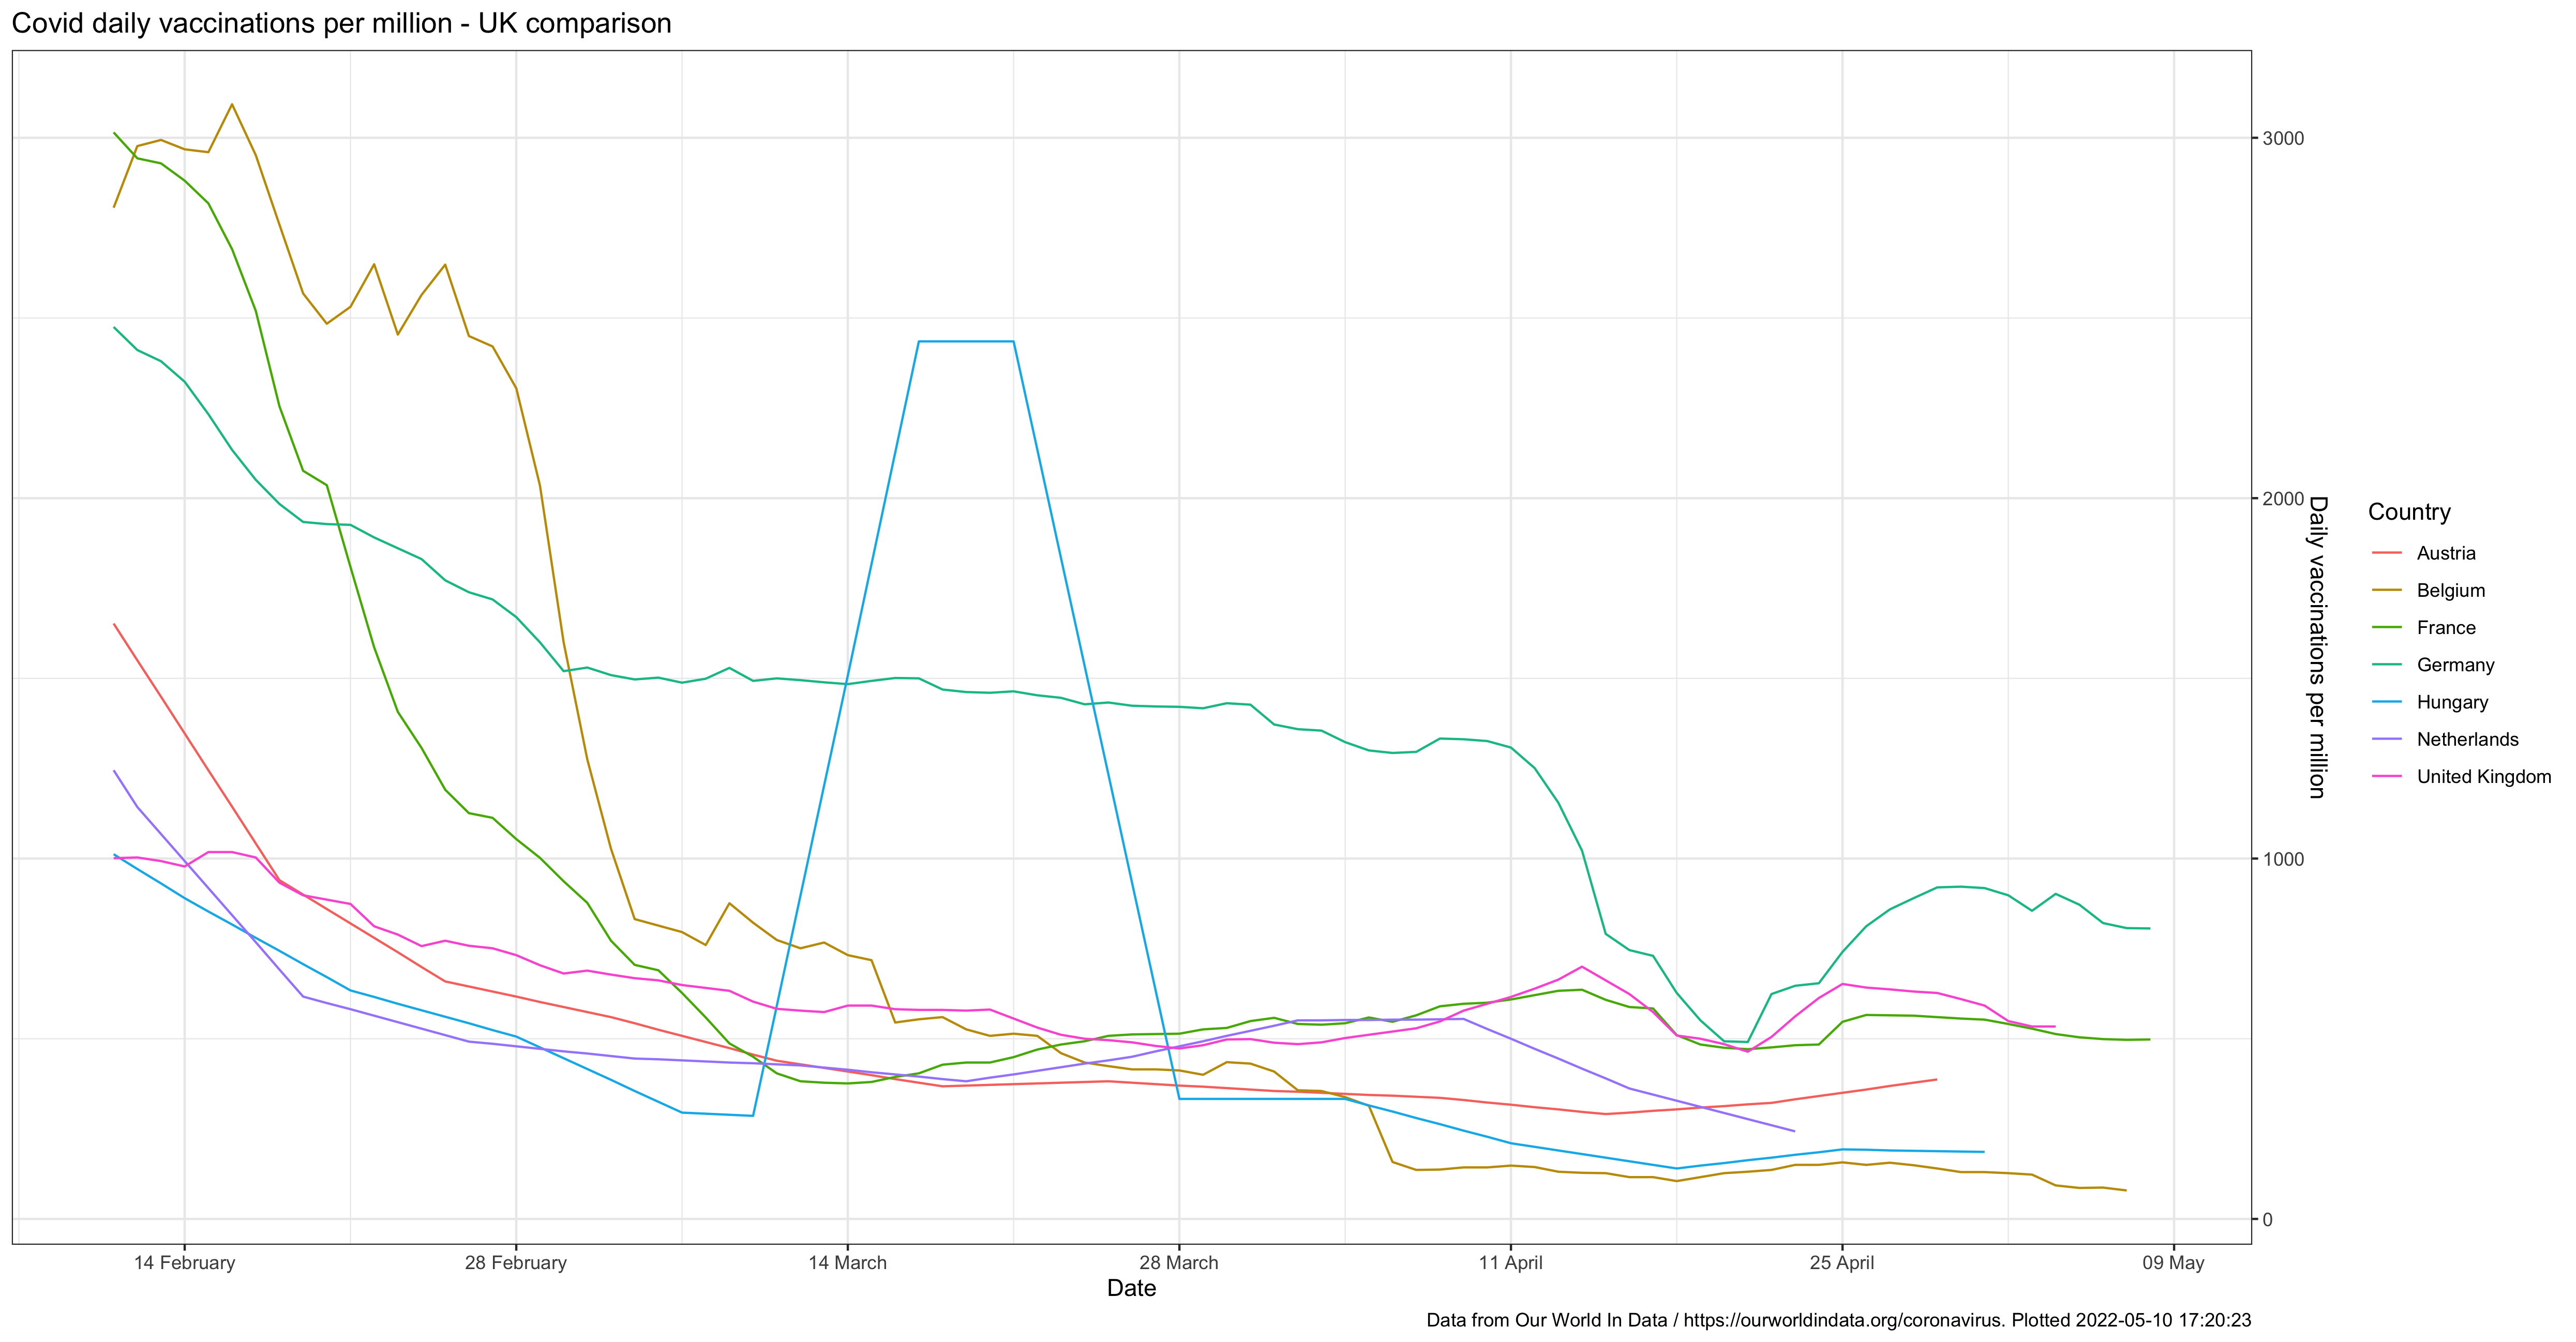 Covid daily vaccinations per million - UK comparison
3000
2000
1000
0
Daily vaccinations per million
Country
Austria
Belgium
France
Germany
Hungary
Netherlands
United Kingdom
14 February
28 February
14 March
28 March
11 April
25 April
09 May
Date
Data from Our World In Data / https://ourworldindata.org/coronavirus. Plotted 2022-05-10 17:20:23